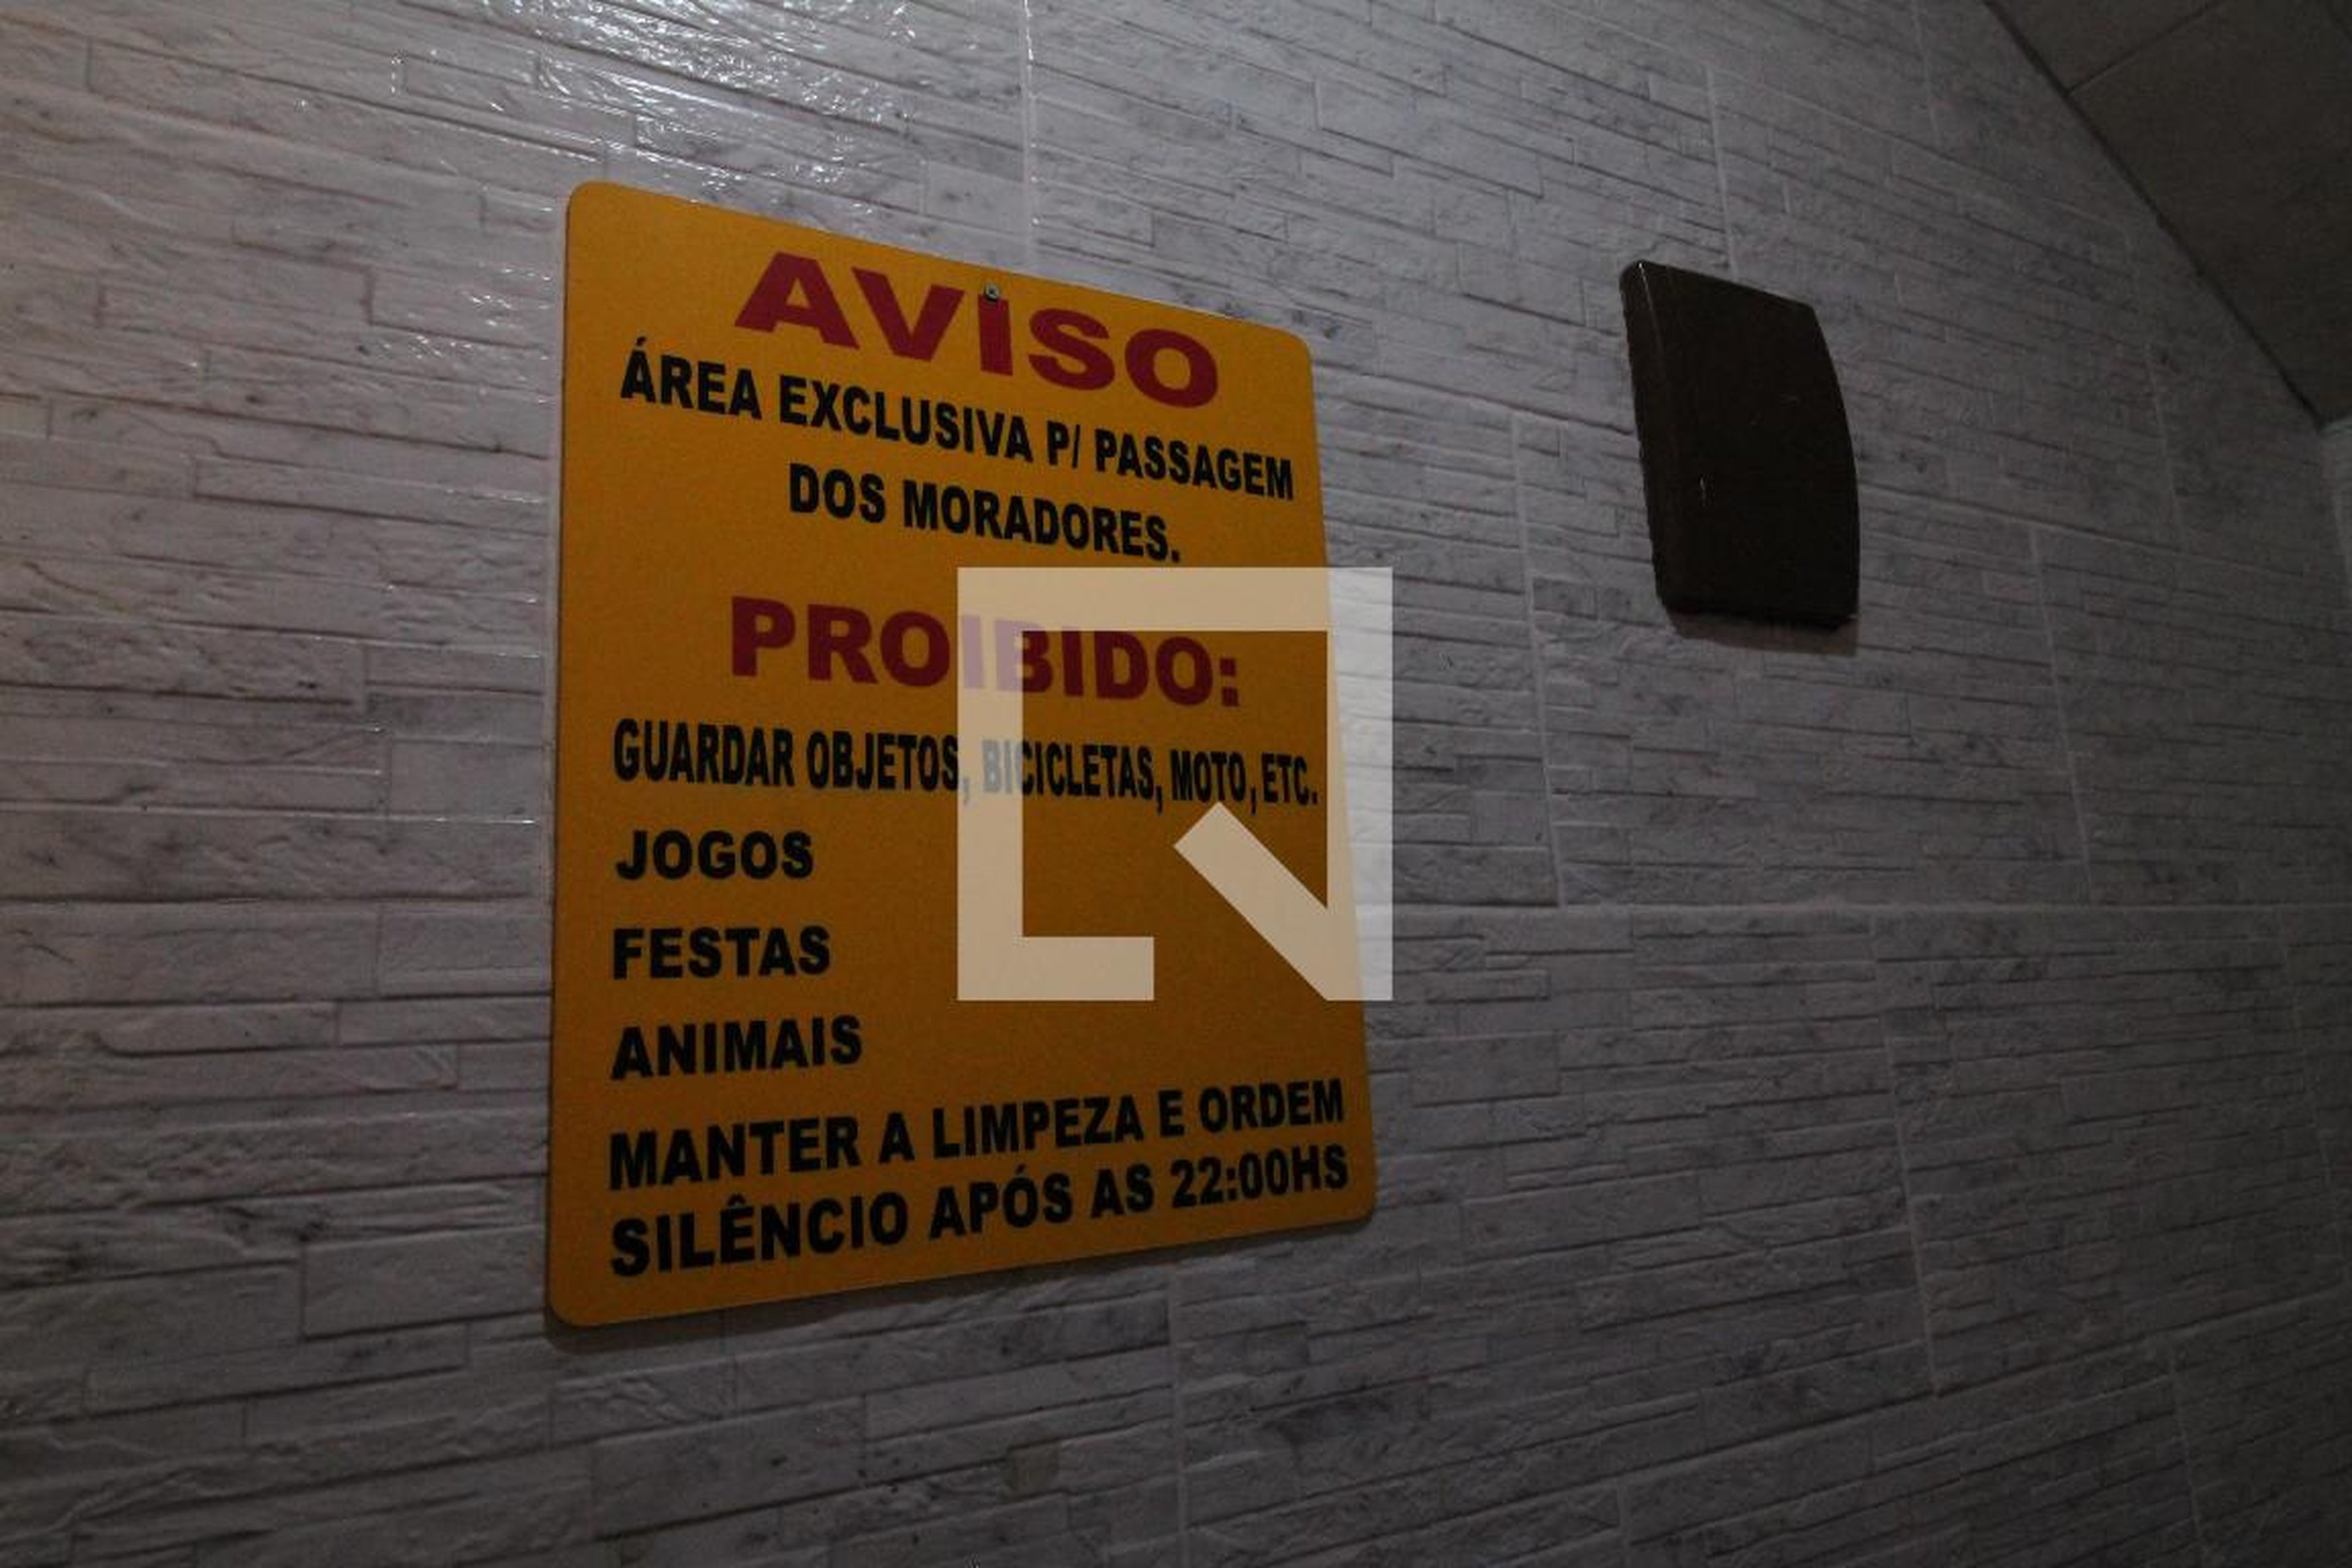 AVISO
ÁREA EXCLUSIVA P/ PASSAGEM
DOS MORADORES.
PROIBIDO:
GUARDAR OBJETOS, BICICLETAS, MOTO, ETC.
JOGOS
FESTAS
ANIMAIS
MANTER A LIMPEZA E ORDEM
SILÊNCIO APÓS AS 22:00HS